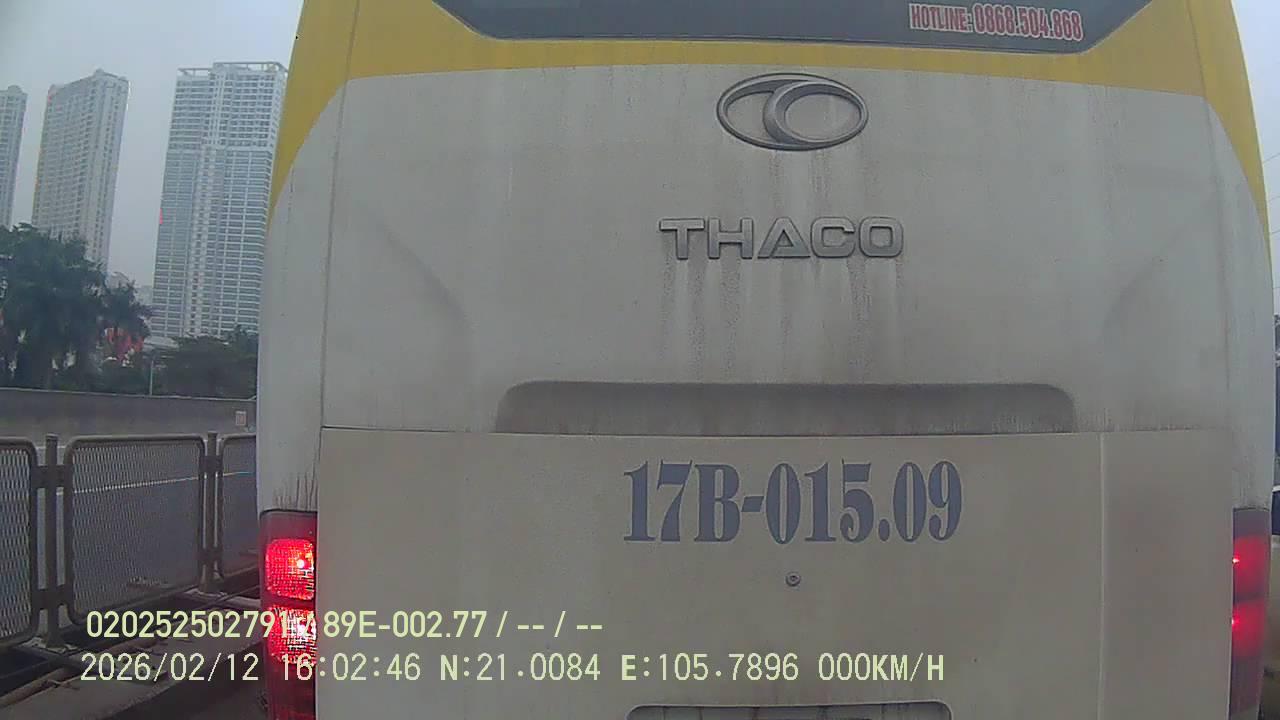 HOTLINE: 0868.504.868
THACO
17B-015.09
020252502791 / 89E-002.77 / -- / --
2026/02/12 16:02:46 N:21.0084 E:105.7896 000KM/H